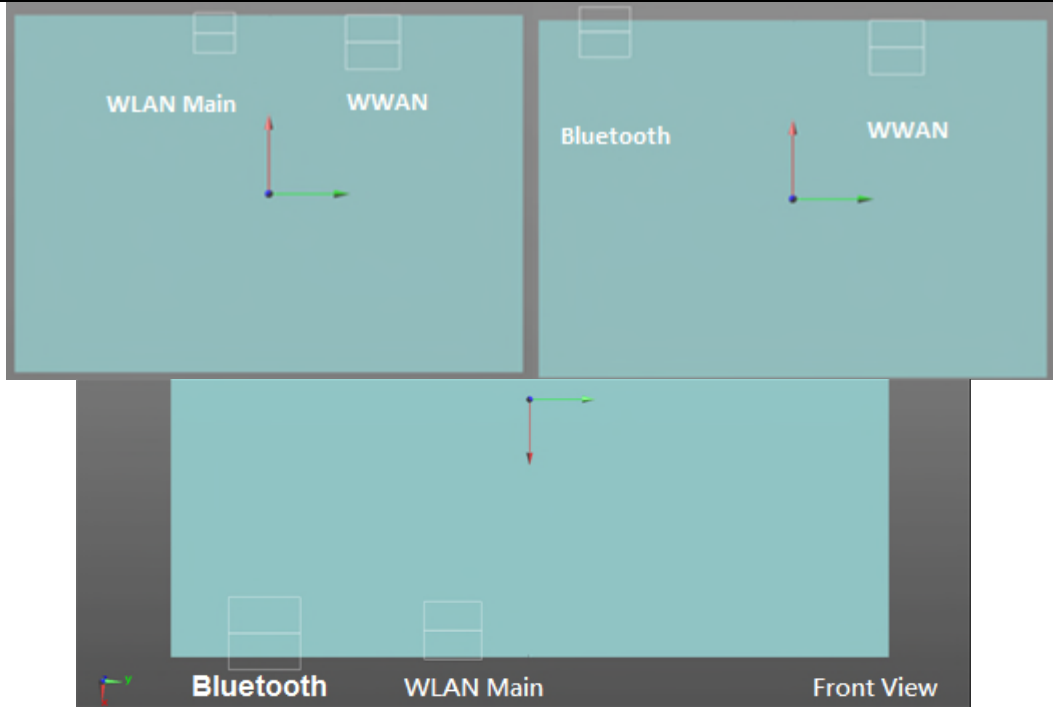 WLAN Main
WWAN
Bluetooth
WWAN
y
Bluetooth
WLAN Main
Front View